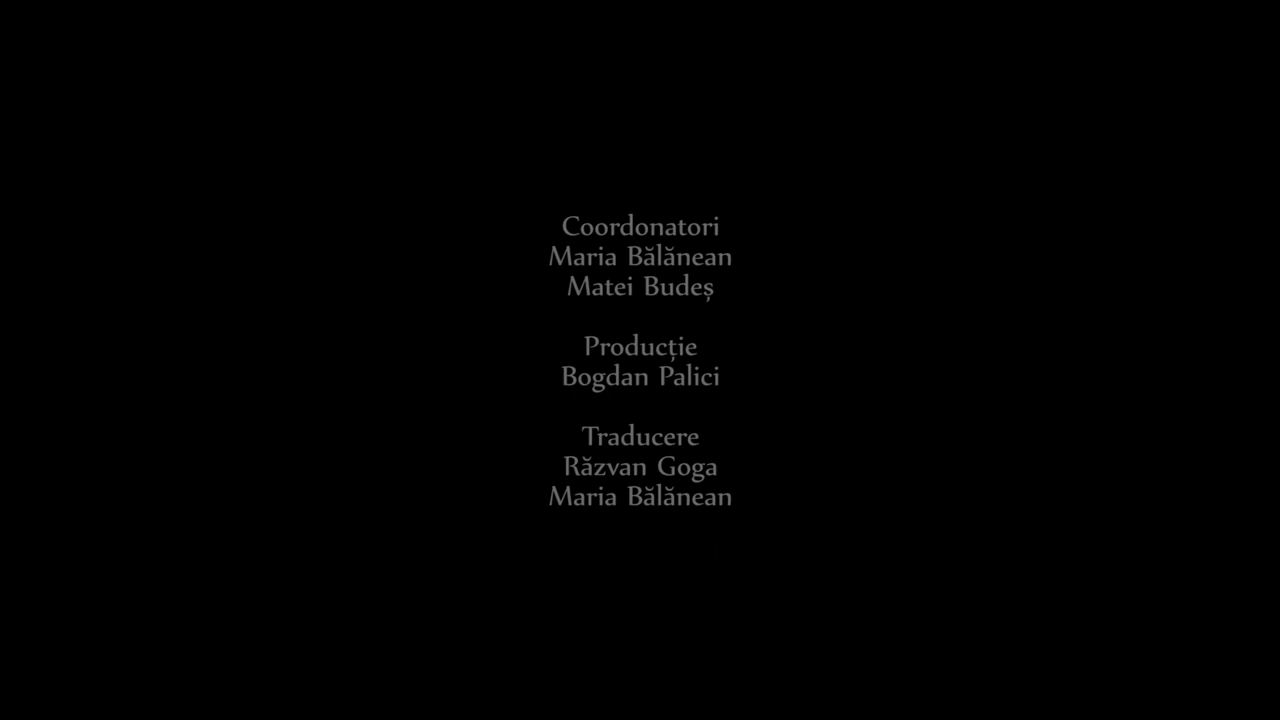 Coordonatori
Maria Bălănean
Matei Budeș
Producție
Bogdan Palici
Traducere
Răzvan Goga
Maria Bălănean